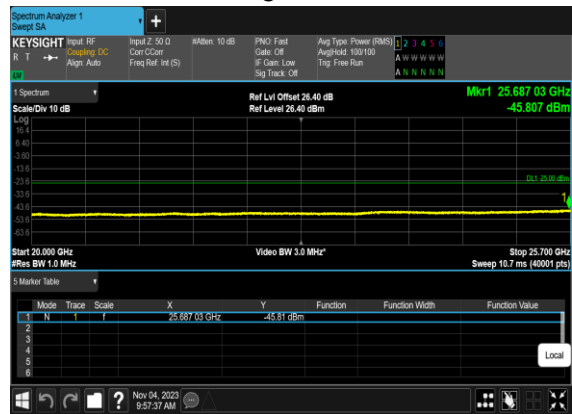 Spectrum Analyzer 1
Swept SA
+
KEYSIGHT Input: RF Input Z: 50 Ω #Atten: 10 dB PNO: Fast Avg Type: Power (RMS) 1 2 3 4 5 6
R T Coupling: DC Corr CCorr Gate: Off Avg|Hold: 100/100 A W W W W W
Align: Auto Freq Ref: Int (S) IF Gain: Low Trig: Free Run
Sig Track: Off A N N N N N
LXI
1 Spectrum Ref Lvl Offset 26.40 dB Mkr1 25.687 03 GHz
Scale/Div 10 dB Ref Level 26.40 dBm -45.807 dBm
Log
16.4
6.40
-3.60
-13.6
-23.6 DL1 -25.00 dBm
-33.6
1
-43.6
-53.6
-63.6
Start 20.000 GHz Video BW 3.0 MHz* Stop 25.700 GHz
#Res BW 1.0 MHz Sweep 10.7 ms (40001 pts)
5 Marker Table
Mode Trace Scale X Y Function Function Width Function Value
1 N 1 f 25.687 03 GHz -45.81 dBm
2
3
4
5
6
Local
? Nov 04, 2023
9:57:37 AM